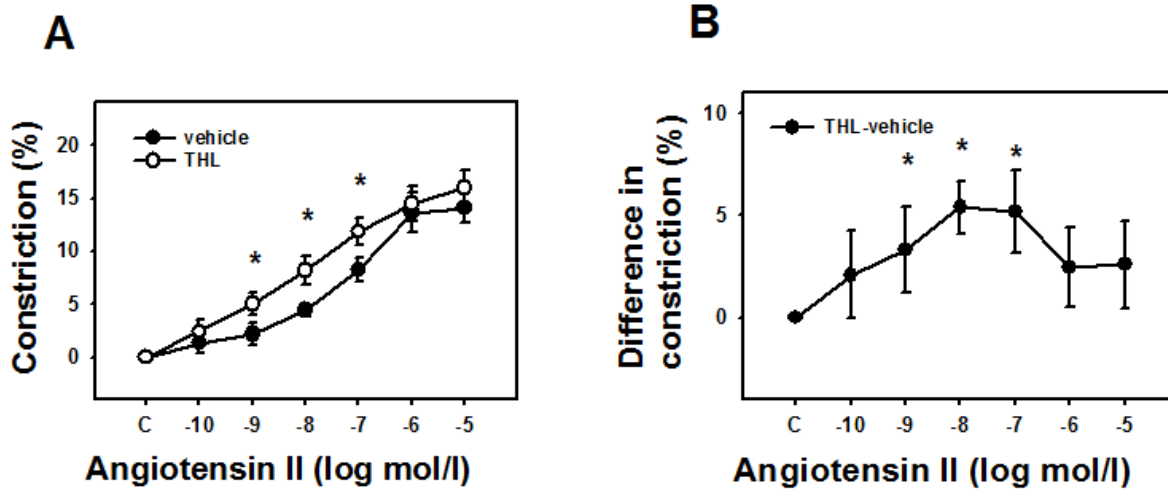 A
Constriction (%)
20
15
10
5
0
vehicle
THL
*
*
*
C -10 -9 -8 -7 -6 -5
Angiotensin II (log mol/l)
B
Difference in
constriction (%)
10
5
0
THL-vehicle
*
*
*
C -10 -9 -8 -7 -6 -5
Angiotensin II (log mol/l)